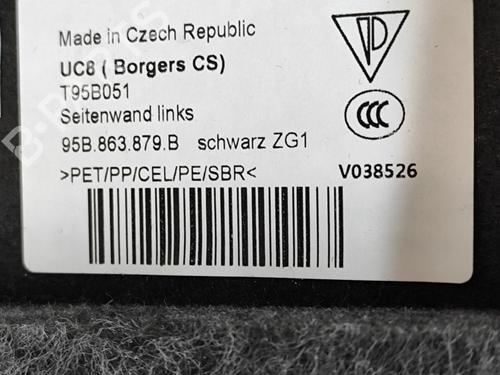 Made in Czech Republic
UC8 ( Borgers CS)
T95B051
Seitenwand links
95B.863.879.B schwarz ZG1
>PET/PP/CEL/PE/SBR< V038526